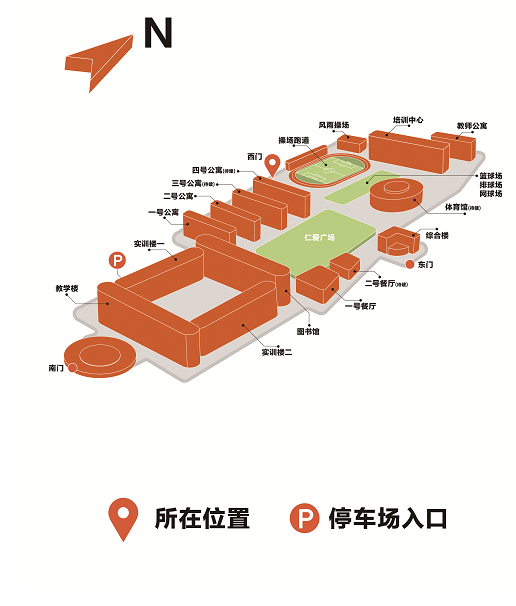 N
风雨操场
培训中心
教师公寓
操场跑道
西门
四号公寓(待建)
三号公寓(待建)
二号公寓
一号公寓
篮球场
排球场
网球场
体育馆(待建)
仁爱广场
综合楼
东门
实训楼一
P
二号餐厅(待建)
教学楼
一号餐厅
图书馆
实训楼二
南门
所在位置
P 停车场入口